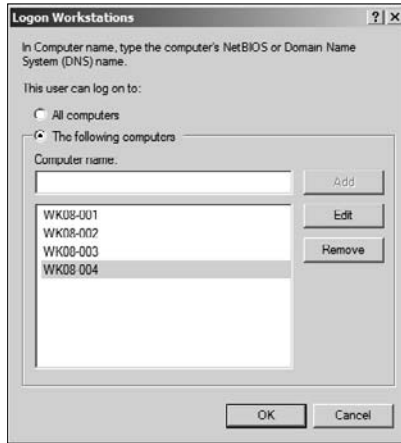 Logon Workstations
In Computer name, type the computer's NetBIOS or Domain Name
System (DNS) name.
This user can log on to:
All computers
The following computers
Computer name:
Add
WK08-001
Edit
WK08-002
WK08-003
Remove
WK08-004
OK
Cancel